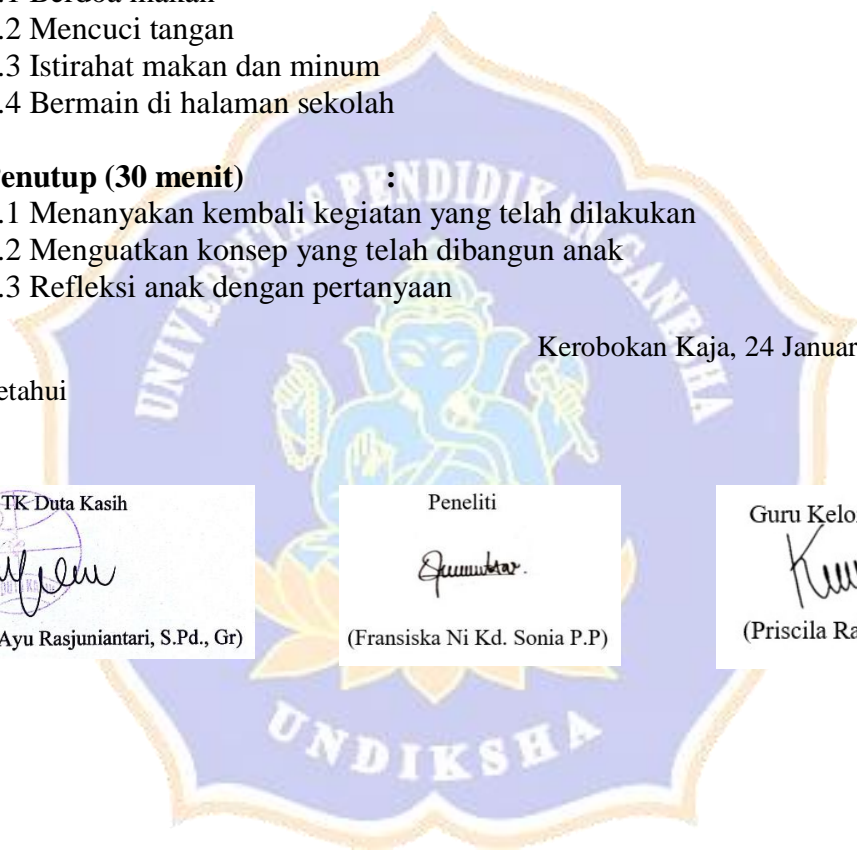 .1 Berdoa makan
.2 Mencuci tangan
.3 Istirahat makan dan minum
.4 Bermain di halaman sekolah
enutup (30 menit) :
.1 Menanyakan kembali kegiatan yang telah dilakukan
.2 Menguatkan konsep yang telah dibangun anak
.3 Refleksi anak dengan pertanyaan
Kerobokan Kaja, 24 Januar
etahui
TK Duta Kasih
Ayu Rasjuniantari, S.Pd., Gr)
Peneliti
(Fransiska Ni Kd. Sonia P.P)
Guru Kelo
(Priscila Ra
UNIVERSITAS PENDIDIKAN GANESHA
UNDIKSHA